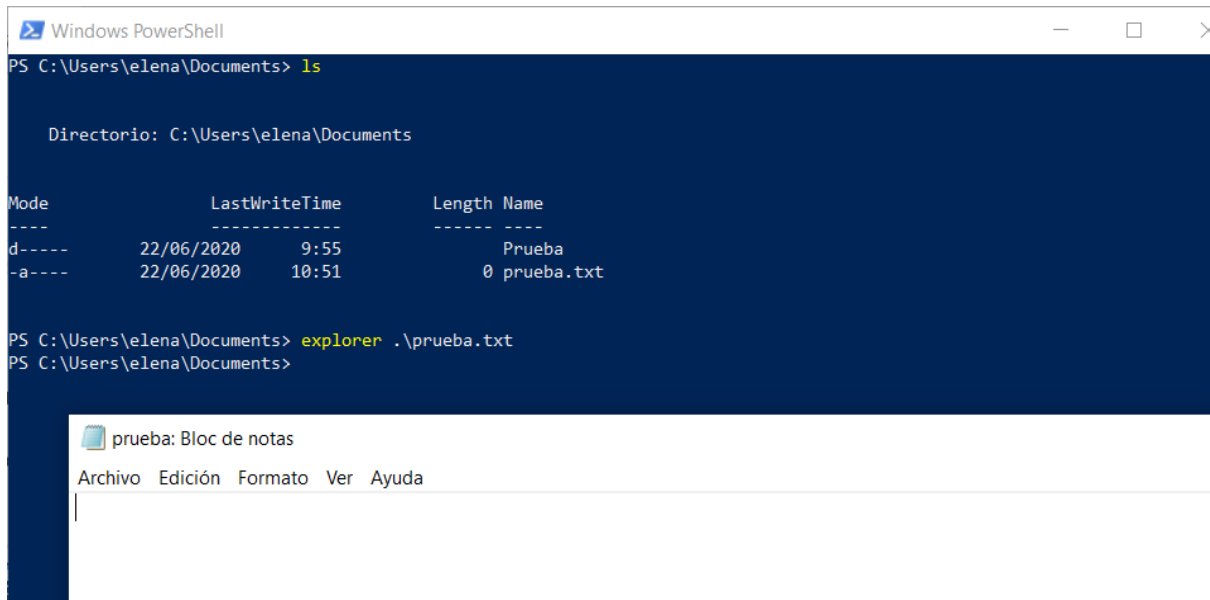 Windows PowerShell
PS C:\Users\elena\Documents> ls
Directorio: C:\Users\elena\Documents
Mode LastWriteTime Length Name
---- ------------- ------ ----
d----- 22/06/2020 9:55 Prueba
-a---- 22/06/2020 10:51 0 prueba.txt
PS C:\Users\elena\Documents> explorer .\prueba.txt
PS C:\Users\elena\Documents>
prueba: Bloc de notas
Archivo Edición Formato Ver Ayuda